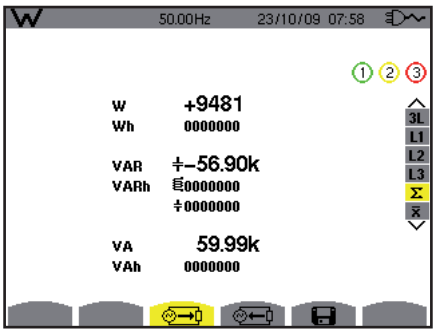 W 50.00Hz 23/10/09 07:58
1 2 3
W +9481
Wh 0000000
3L
L1
L2
L3
Σ
x̄
VAR -56.90k
VARh 0000000
0000000
VA 59.99k
VAh 0000000